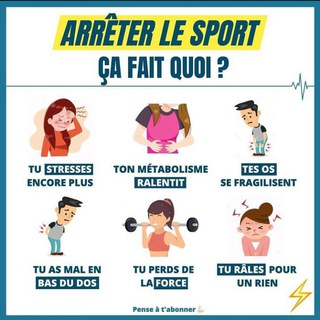 ARRÊTER LE SPORT
ÇA FAIT QUOI ?
TU STRESSES
ENCORE PLUS
TON MÉTABOLISME
RALENTIT
TES OS
SE FRAGILISENT
TU AS MAL EN
BAS DU DOS
TU PERDS DE
LA FORCE
TU RÂLES POUR
UN RIEN
Pense à t'abonner 💪